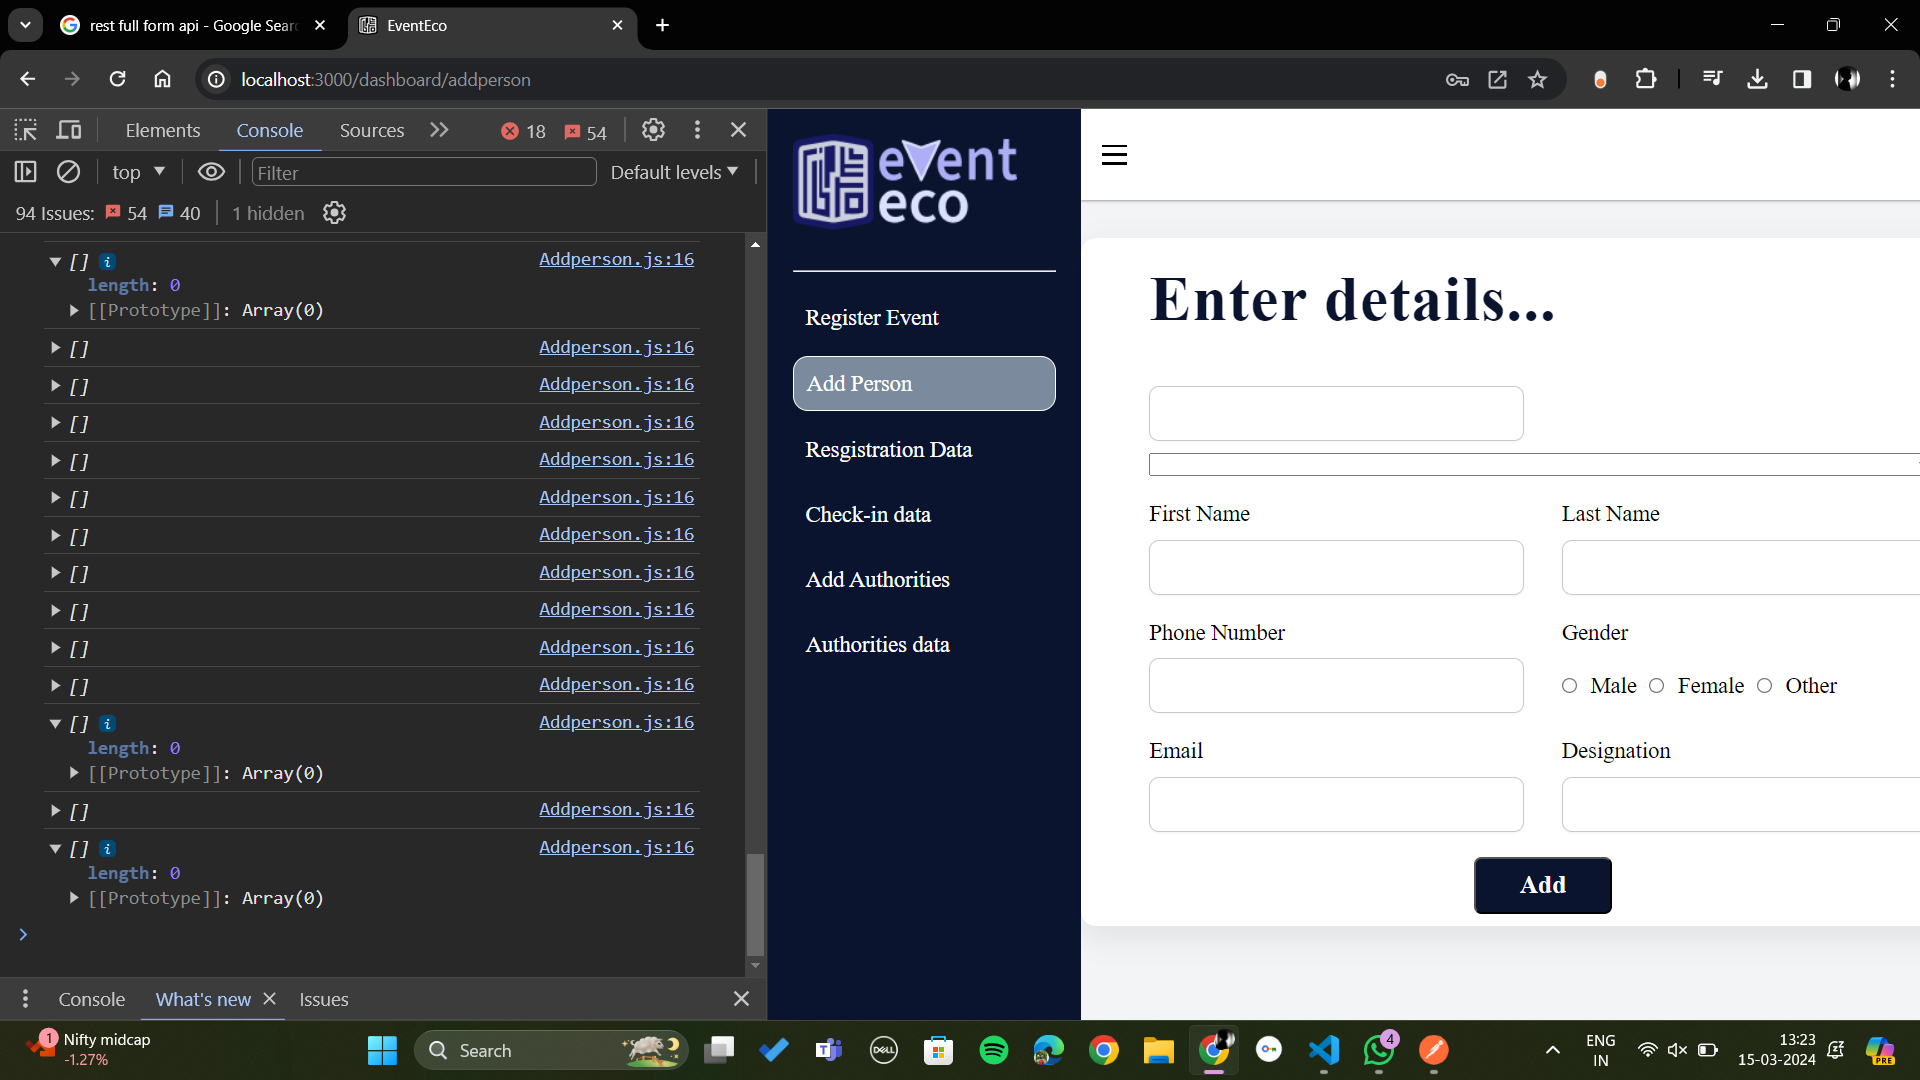 rest full form api - Google Sear
EventEco
localhost:3000/dashboard/addperson
Elements
Console
Sources
18
54
top
Filter
Default levels
94 Issues:
54
40
1 hidden
[] i
Addperson.js:16
length: 0
[[Prototype]]: Array(0)
[]
Addperson.js:16
[]
Addperson.js:16
[]
Addperson.js:16
[]
Addperson.js:16
[]
Addperson.js:16
[]
Addperson.js:16
[]
Addperson.js:16
[]
Addperson.js:16
[]
Addperson.js:16
[]
Addperson.js:16
[] i
Addperson.js:16
length: 0
[[Prototype]]: Array(0)
[]
Addperson.js:16
[] i
Addperson.js:16
length: 0
[[Prototype]]: Array(0)
Console
What's new
Issues
event
eco
Register Event
Add Person
Resgistration Data
Check-in data
Add Authorities
Authorities data
Enter details...
First Name
Last Name
Phone Number
Gender
Male
Female
Other
Email
Designation
Add
1
Nifty midcap
-1.27%
Search
DELL
4
ENG
IN
13:23
15-03-2024
PRE